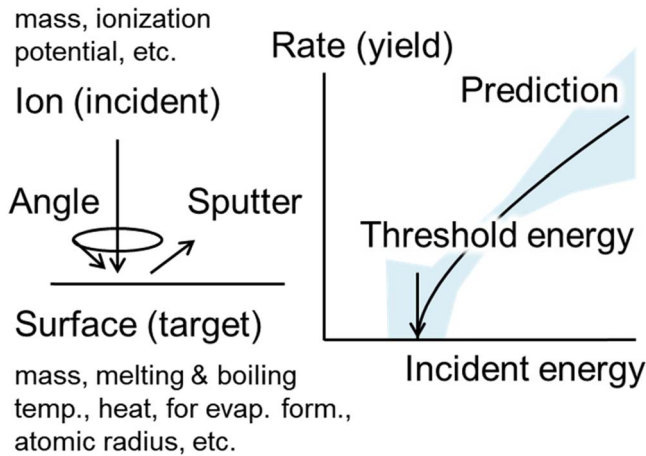 mass, ionization
potential, etc.
Ion (incident)
Angle
Sputter
Surface (target)
mass, melting & boiling
temp., heat, for evap. form.,
atomic radius, etc.
Rate (yield)
Prediction
Threshold energy
Incident energy